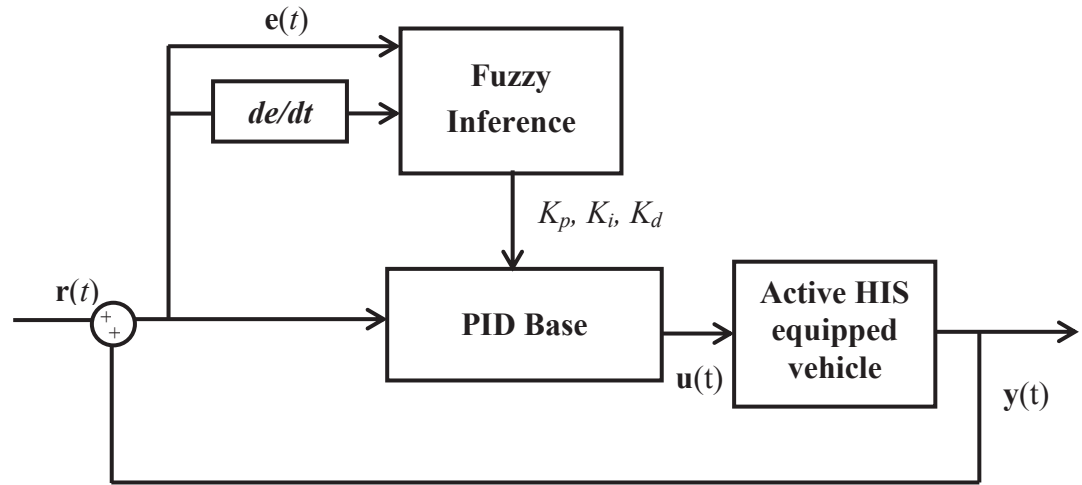 e(t)
Fuzzy
Inference
de/dt
Kp, Ki, Kd
r(t)
+
+
PID Base
Active HIS
equipped
vehicle
u(t)
y(t)